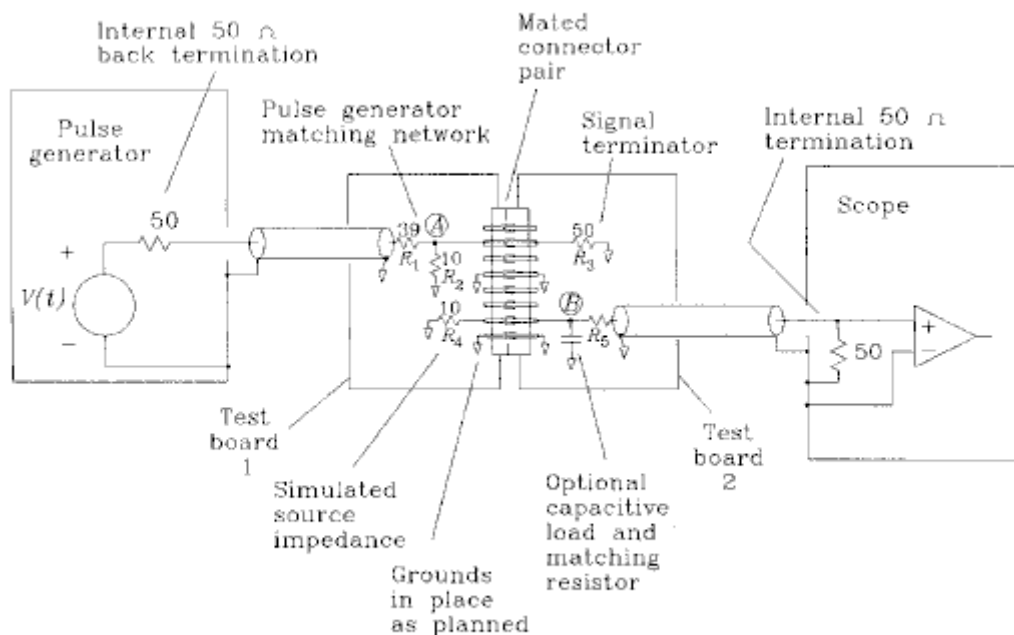 Internal 50 Ω
back termination
Mated
connector
pair
Pulse
generator
Pulse generator
matching network
Signal
terminator
Internal 50 Ω
termination
Scope
50
+
V(t)
−
39
R1
A
10
R2
50
R3
10
R4
B
R5
+
−
50
Test
board
1
Simulated
source
impedance
Grounds
in place
as planned
Optional
capacitive
load and
matching
resistor
Test
board
2